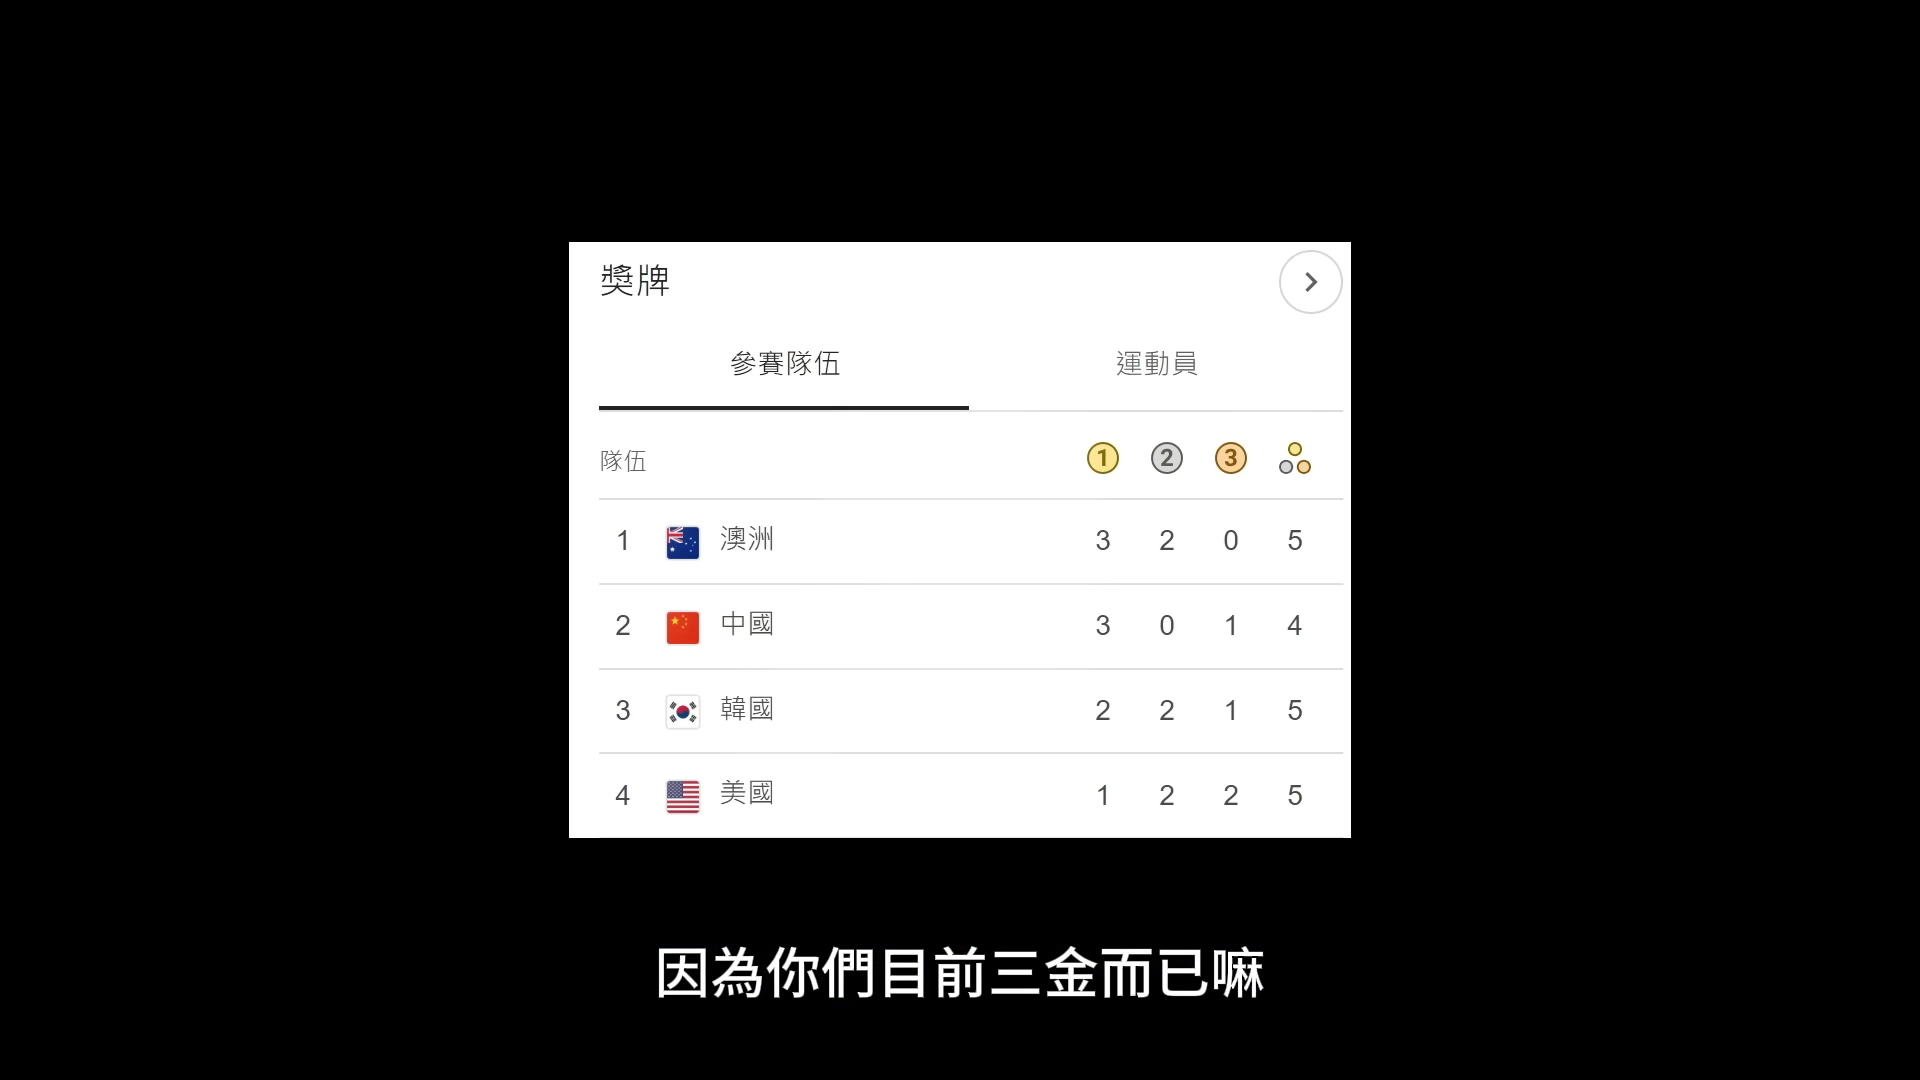 獎牌
參賽隊伍 運動員
隊伍 1 2 3
1 澳洲 3 2 0 5
2 中國 3 0 1 4
3 韓國 2 2 1 5
4 美國 1 2 2 5
因為你們目前三金而已嘛